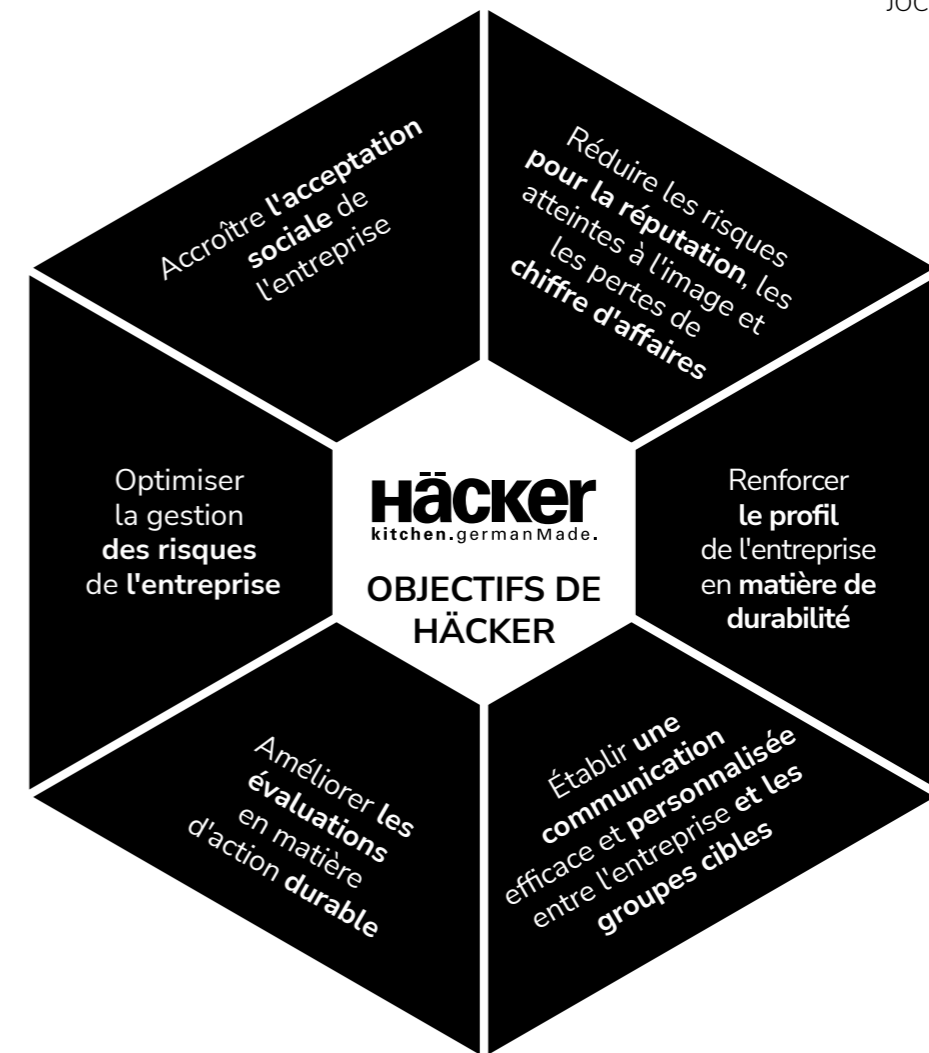 JOC
Accroître l'acceptation
sociale de
l'entreprise
Réduire les risques
pour la réputation, les
atteintes à l'image et
les pertes de
chiffre d'affaires
Optimiser
la gestion
des risques
de l'entreprise
Häcker
kitchen.germanMade.
OBJECTIFS DE
HÄCKER
Renforcer
le profil
de l'entreprise
en matière de
durabilité
Améliorer les
évaluations
en matière
d'action durable
Établir une
communication
efficace et personnalisée
entre l'entreprise et les
groupes cibles